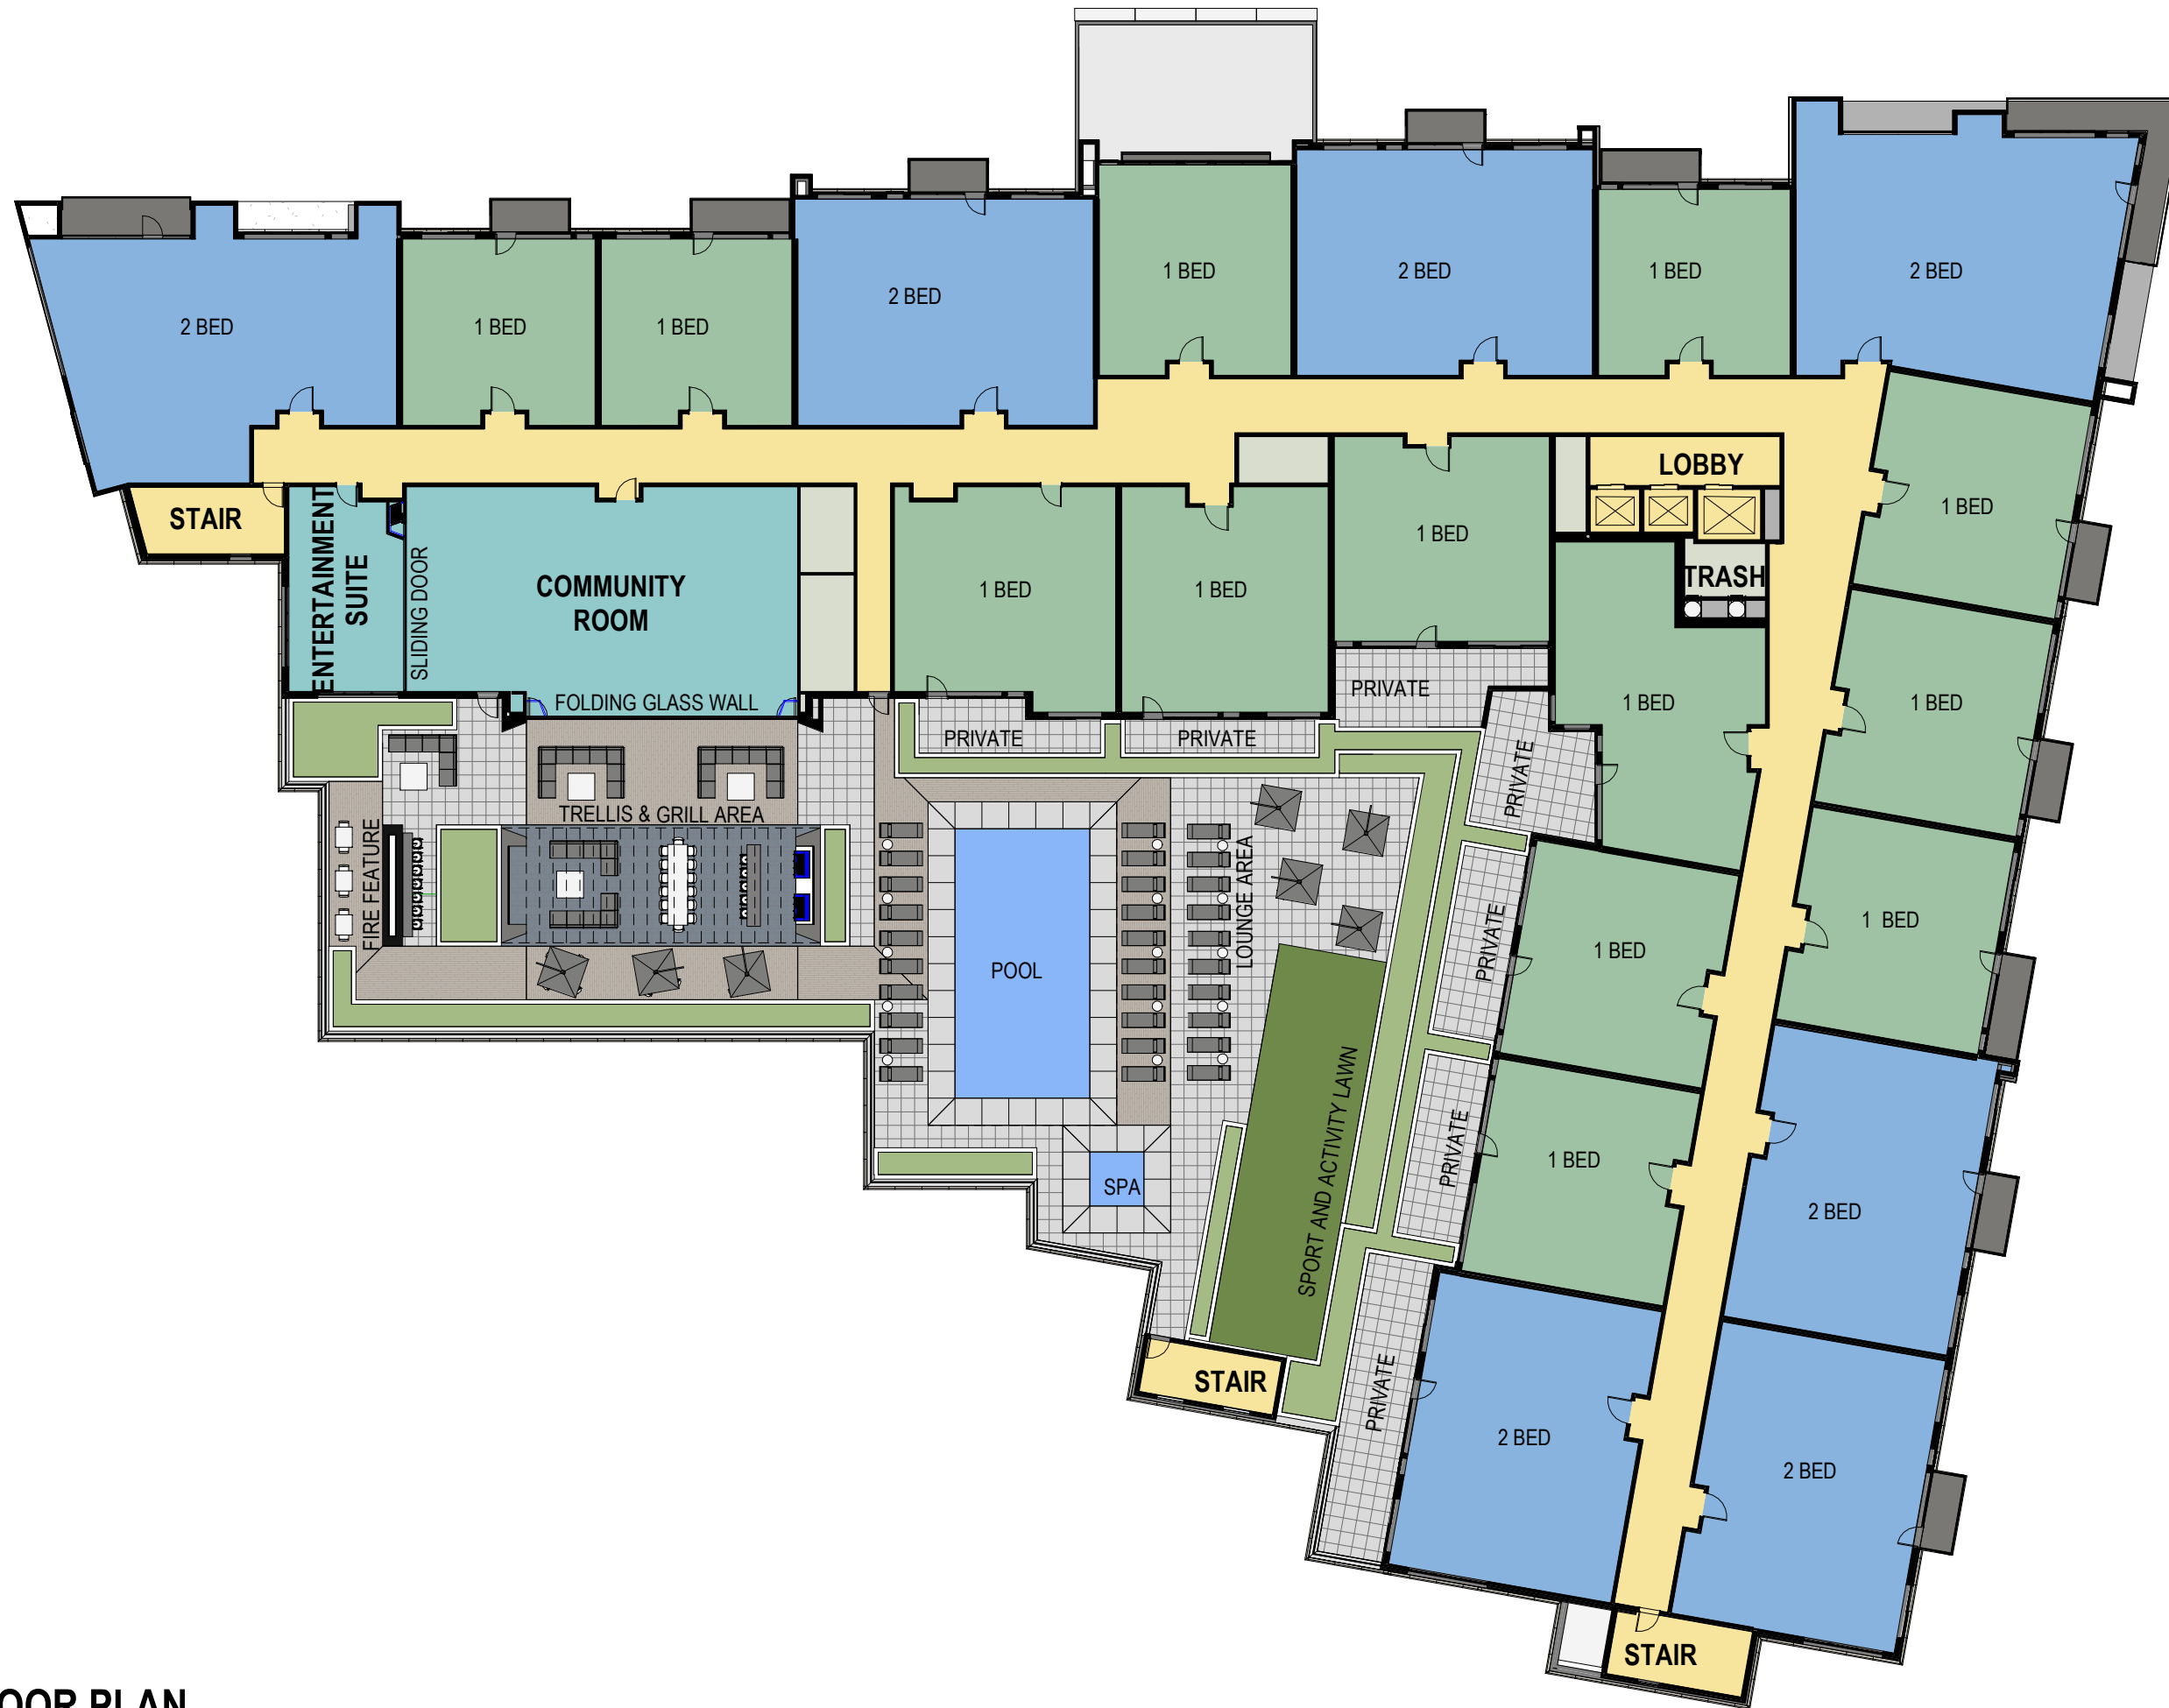 2 BED
1 BED
1 BED
2 BED
1 BED
2 BED
1 BED
2 BED
STAIR
ENTERTAINMENT
SUITE
SLIDING DOOR
COMMUNITY
ROOM
FOLDING GLASS WALL
1 BED
1 BED
1 BED
LOBBY
TRASH
1 BED
1 BED
1 BED
1 BED
PRIVATE
PRIVATE
PRIVATE
PRIVATE
TRELLIS & GRILL AREA
FIRE FEATURE
POOL
LOUNGE AREA
PRIVATE
1 BED
SPA
SPORT AND ACTIVITY LAWN
PRIVATE
1 BED
2 BED
STAIR
PRIVATE
2 BED
2 BED
STAIR
OOR PLAN